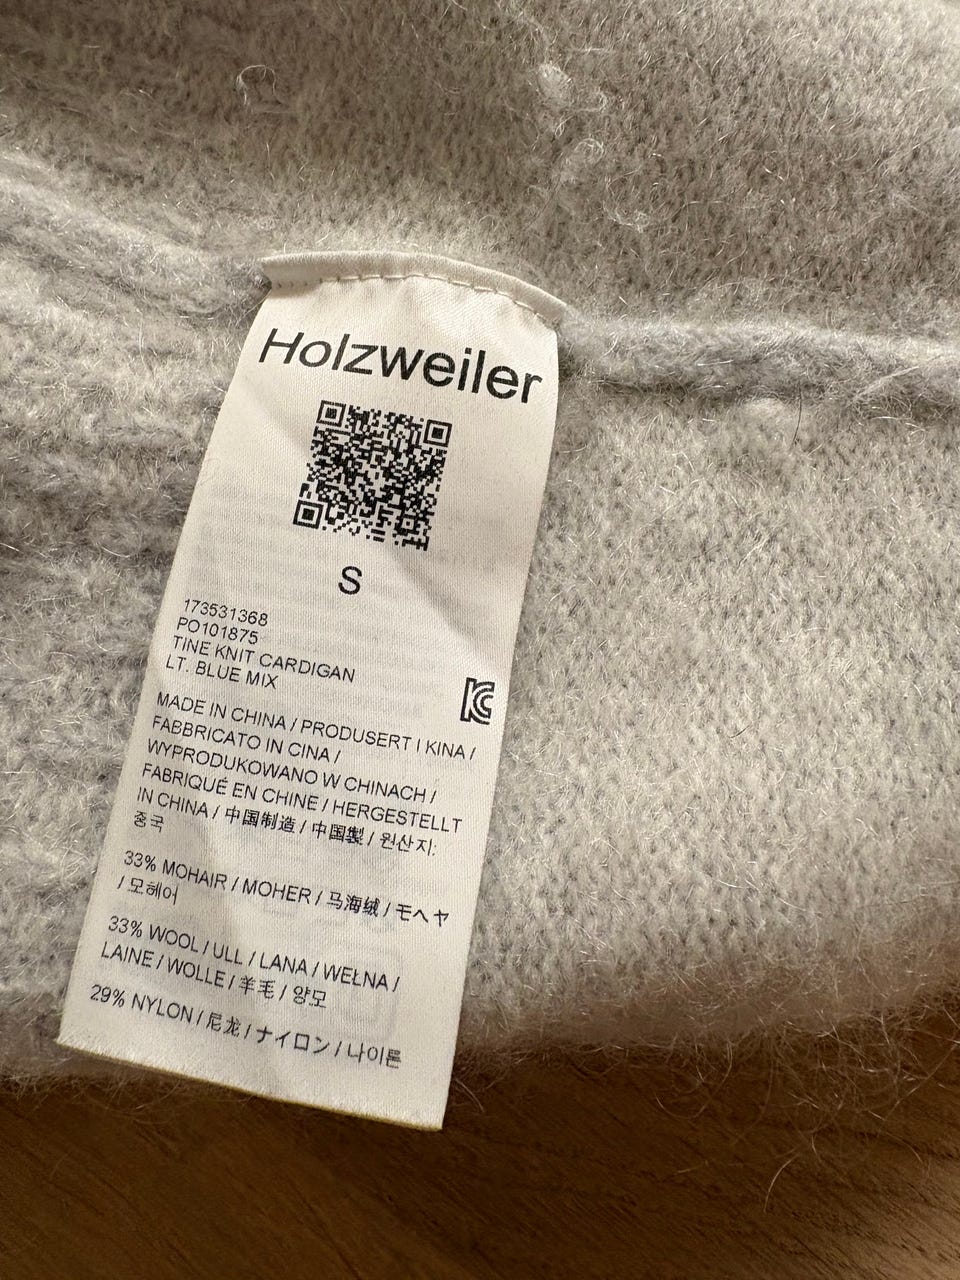 Holzweiler
S
173531368
PO101875
TINE KNIT CARDIGAN
LT. BLUE MIX
MADE IN CHINA / PRODUSERT I KINA /
FABBRICATO IN CINA /
WYPRODUKOWANO W CHINACH /
FABRIQUÉ EN CHINE / HERGESTELLT
IN CHINA / 中国制造 / 中国製 / 원산지:
중국
33% MOHAIR / MOHER / 马海绒 / モヘヤ
/ 모헤어
33% WOOL / ULL / LANA / WEŁNA /
LAINE / WOLLE / 羊毛 / 양모
29% NYLON / 尼龙 / ナイロン / 나이론